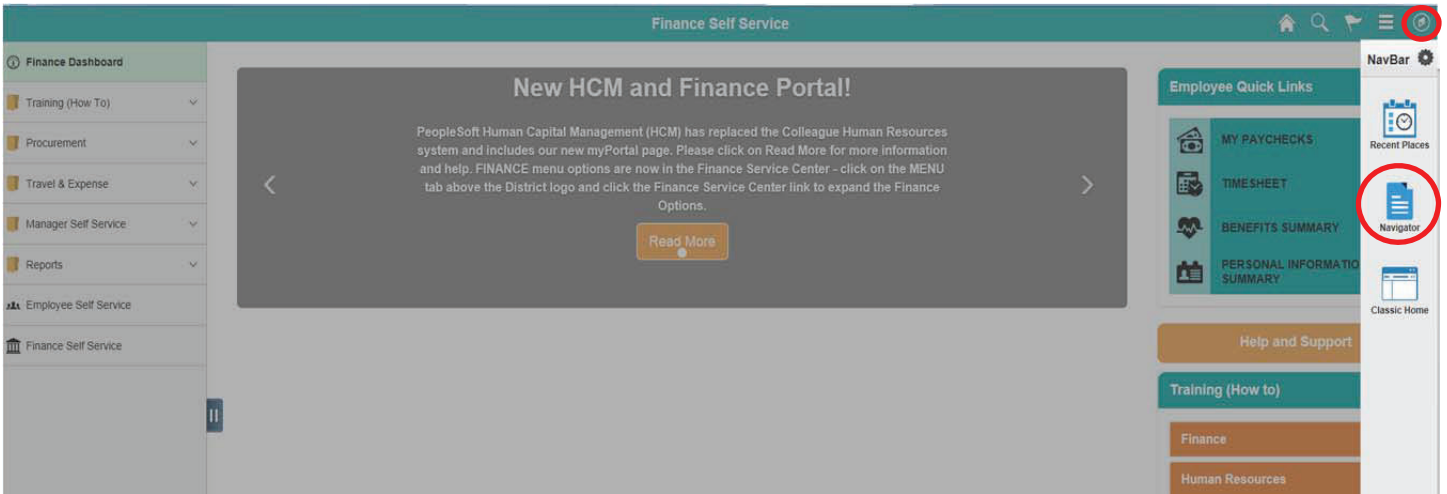 Finance Self Service
NavBar
Finance Dashboard
Training (How To)
Procurement
Travel & Expense
Manager Self Service
Reports
Employee Self Service
Finance Self Service
New HCM and Finance Portal!
PeopleSoft Human Capital Management (HCM) has replaced the Colleague Human Resources
system and includes our new myPortal page. Please click on Read More for more information
and help. FINANCE menu options are now in the Finance Service Center - click on the MENU
tab above the District logo and click the Finance Service Center link to expand the Finance
Options.
Read More
Employee Quick Links
MY PAYCHECKS
TIMESHEET
BENEFITS SUMMARY
PERSONAL INFORMATIO
SUMMARY
Help and Support
Training (How to)
Finance
Human Resources
Recent Places
Navigator
Classic Home